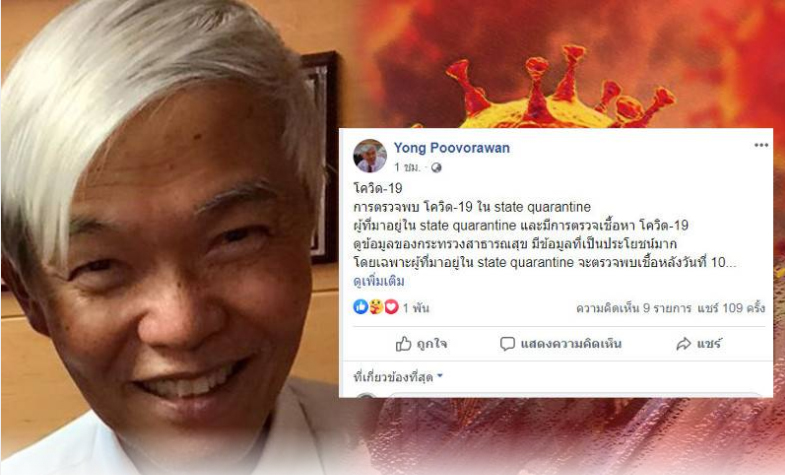 Yong Poovorawan
1 ชม. ·
โควิด-19
การตรวจพบ โควิด-19 ใน state quarantine
ผู้ที่มาอยู่ใน state quarantine และมีการตรวจเชื้อหา โควิด-19
ดูข้อมูลของกระทรวงสาธารณสุข มีข้อมูลที่เป็นประโยชน์มาก
โดยเฉพาะผู้ที่มาอยู่ใน state quarantine จะตรวจพบเชื้อหลังวันที่ 10...
ดูเพิ่มเติม
1 พัน ความคิดเห็น 9 รายการ แชร์ 109 ครั้ง
ถูกใจ แสดงความคิดเห็น แชร์
ที่เกี่ยวข้องที่สุด